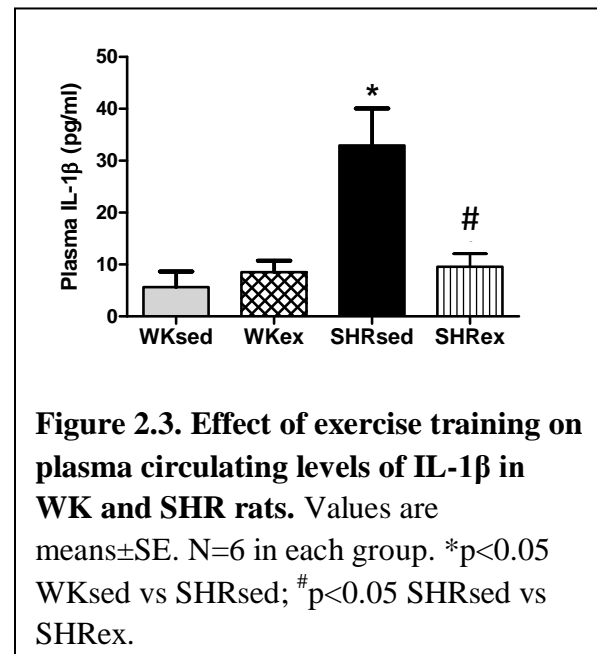 50
40
30
20
10
0
Plasma IL-1β (pg/ml)
*
#
WKsed WKex SHRsed SHRex
Figure 2.3. Effect of exercise training on
plasma circulating levels of IL-1β in
WK and SHR rats. Values are
means±SE. N=6 in each group. *p<0.05
WKsed vs SHRsed; #p<0.05 SHRsed vs
SHRex.